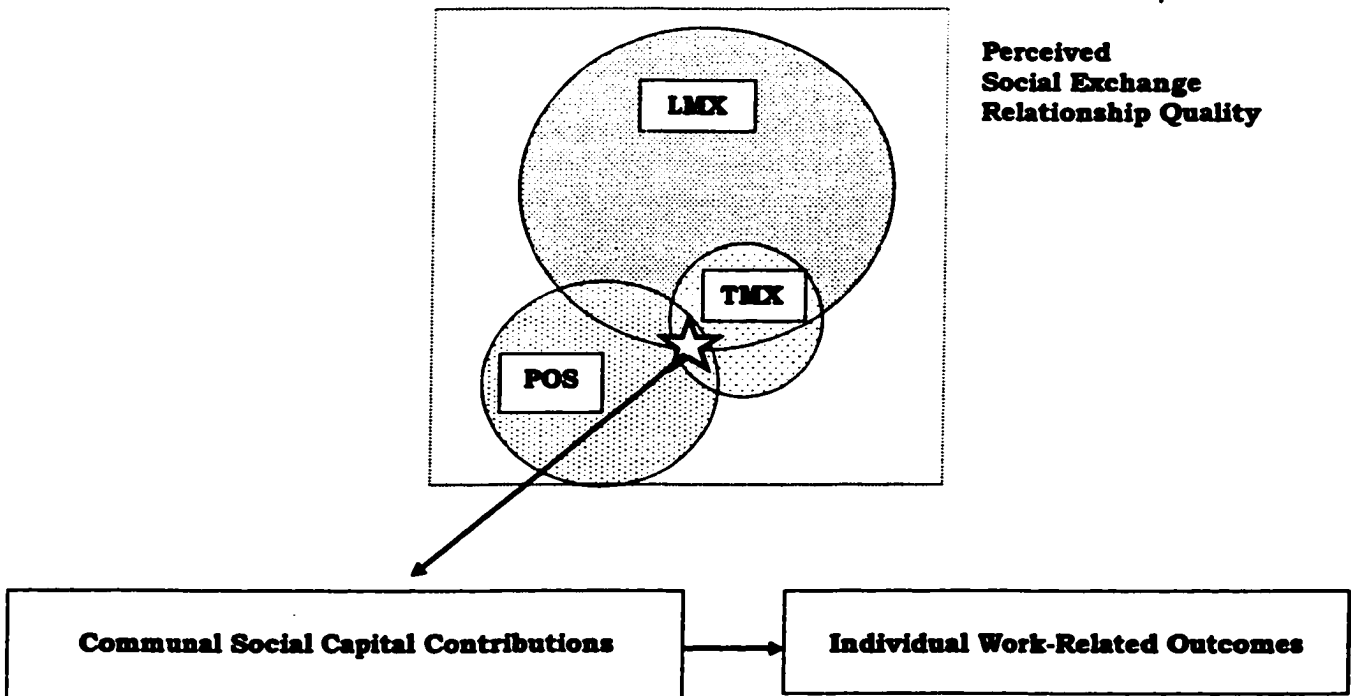 Perceived
Social Exchange
Relationship Quality
LMX
TMX
POS
Communal Social Capital Contributions
Individual Work-Related Outcomes